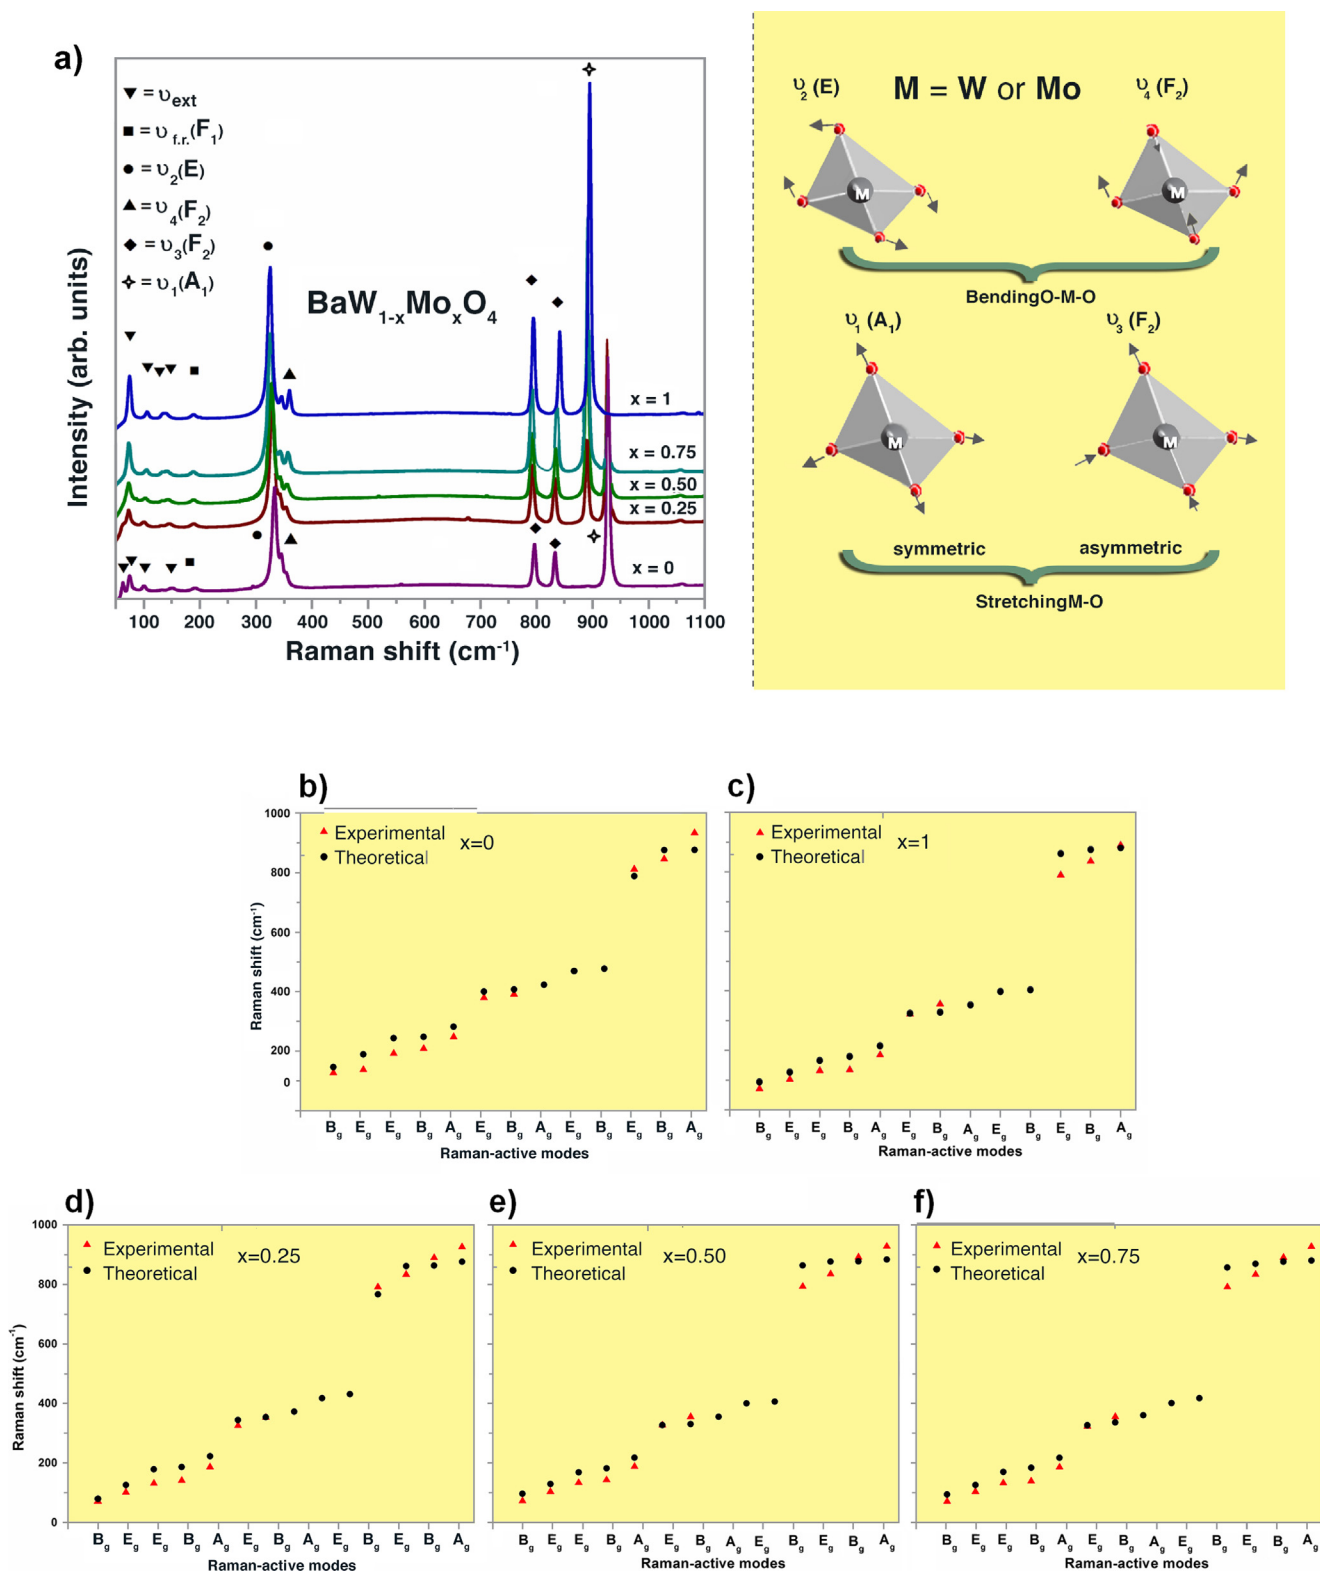 a)
= υext
= υf.r.(F1)
= υ2(E)
= υ4(F2)
= υ3(F2)
= υ1(A1)
BaW1-xMoxO4
x = 1
x = 0.75
x = 0.50
x = 0.25
x = 0
Intensity (arb. units)
100 200 300 400 500 600 700 800 900 1000 1100
Raman shift (cm-1)
υ2 (E) M = W or Mo υ4 (F2)
M M
BendingO-M-O
υ1 (A1) υ3 (F2)
M M
symmetric asymmetric
StretchingM-O
b)
Experimental
Theoretical
x=0
1000
800
400
200
0
Raman shift (cm-1)
Bg Eg Eg Bg Ag Eg Bg Ag Eg Bg Eg Bg Ag
Raman-active modes
c)
Experimental
Theoretical
x=1
Bg Eg Eg Bg Ag Eg Bg Ag Eg Bg Eg Bg Ag
Raman-active modes
d)
Experimental
Theoretical
x=0.25
1000
800
600
400
200
0
Raman shift (cm-1)
Bg Eg Eg Bg Ag Eg Bg Ag Eg Bg Eg Bg Ag
Raman-active modes
e)
Experimental
Theoretical
x=0.50
Bg Eg Eg Bg Ag Eg Bg Ag Eg Bg Eg Bg Ag
Raman-active modes
f)
Experimental
Theoretical
x=0.75
Bg Eg Eg Bg Ag Eg Bg Ag Eg Eg Bg Eg Bg Ag
Raman-active modes